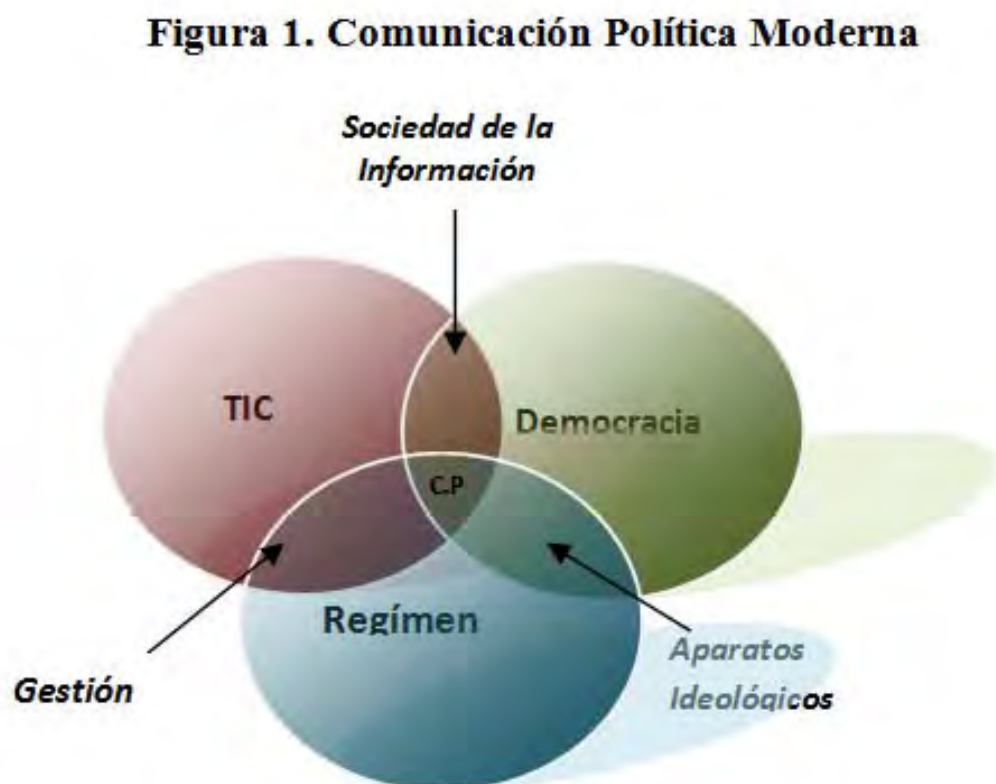 Figura 1. Comunicación Política Moderna
Sociedad de la
Información
TIC
Democracia
C.P
Regímen
Gestión
Aparatos
Ideológicos